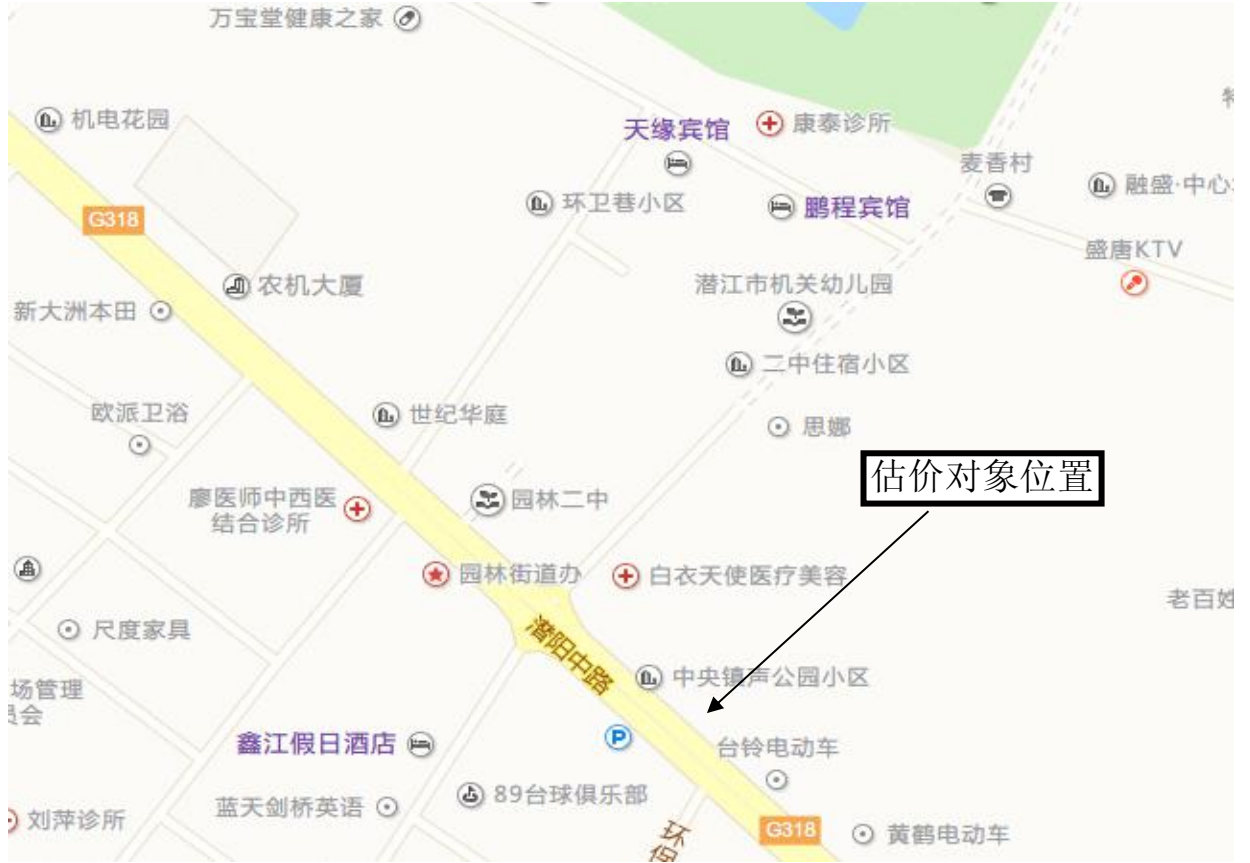 万宝堂健康之家
机电花园
天缘宾馆
康泰诊所
麦香村
融盛·中心
环卫巷小区
鹏程宾馆
G318
盛唐KTV
农机大厦
潜江市机关幼儿园
新大洲本田
二中住宿小区
欧派卫浴
世纪华庭
思娜
估价对象位置
廖医师中西医
结合诊所
园林二中
园林街道办
白衣天使医疗美容
老百姓
尺度家具
潜阳中路
中央镇声公园小区
场管理
员会
鑫江假日酒店
P
台铃电动车
89台球俱乐部
蓝天剑桥英语
刘萍诊所
环保
G318
黄鹤电动车